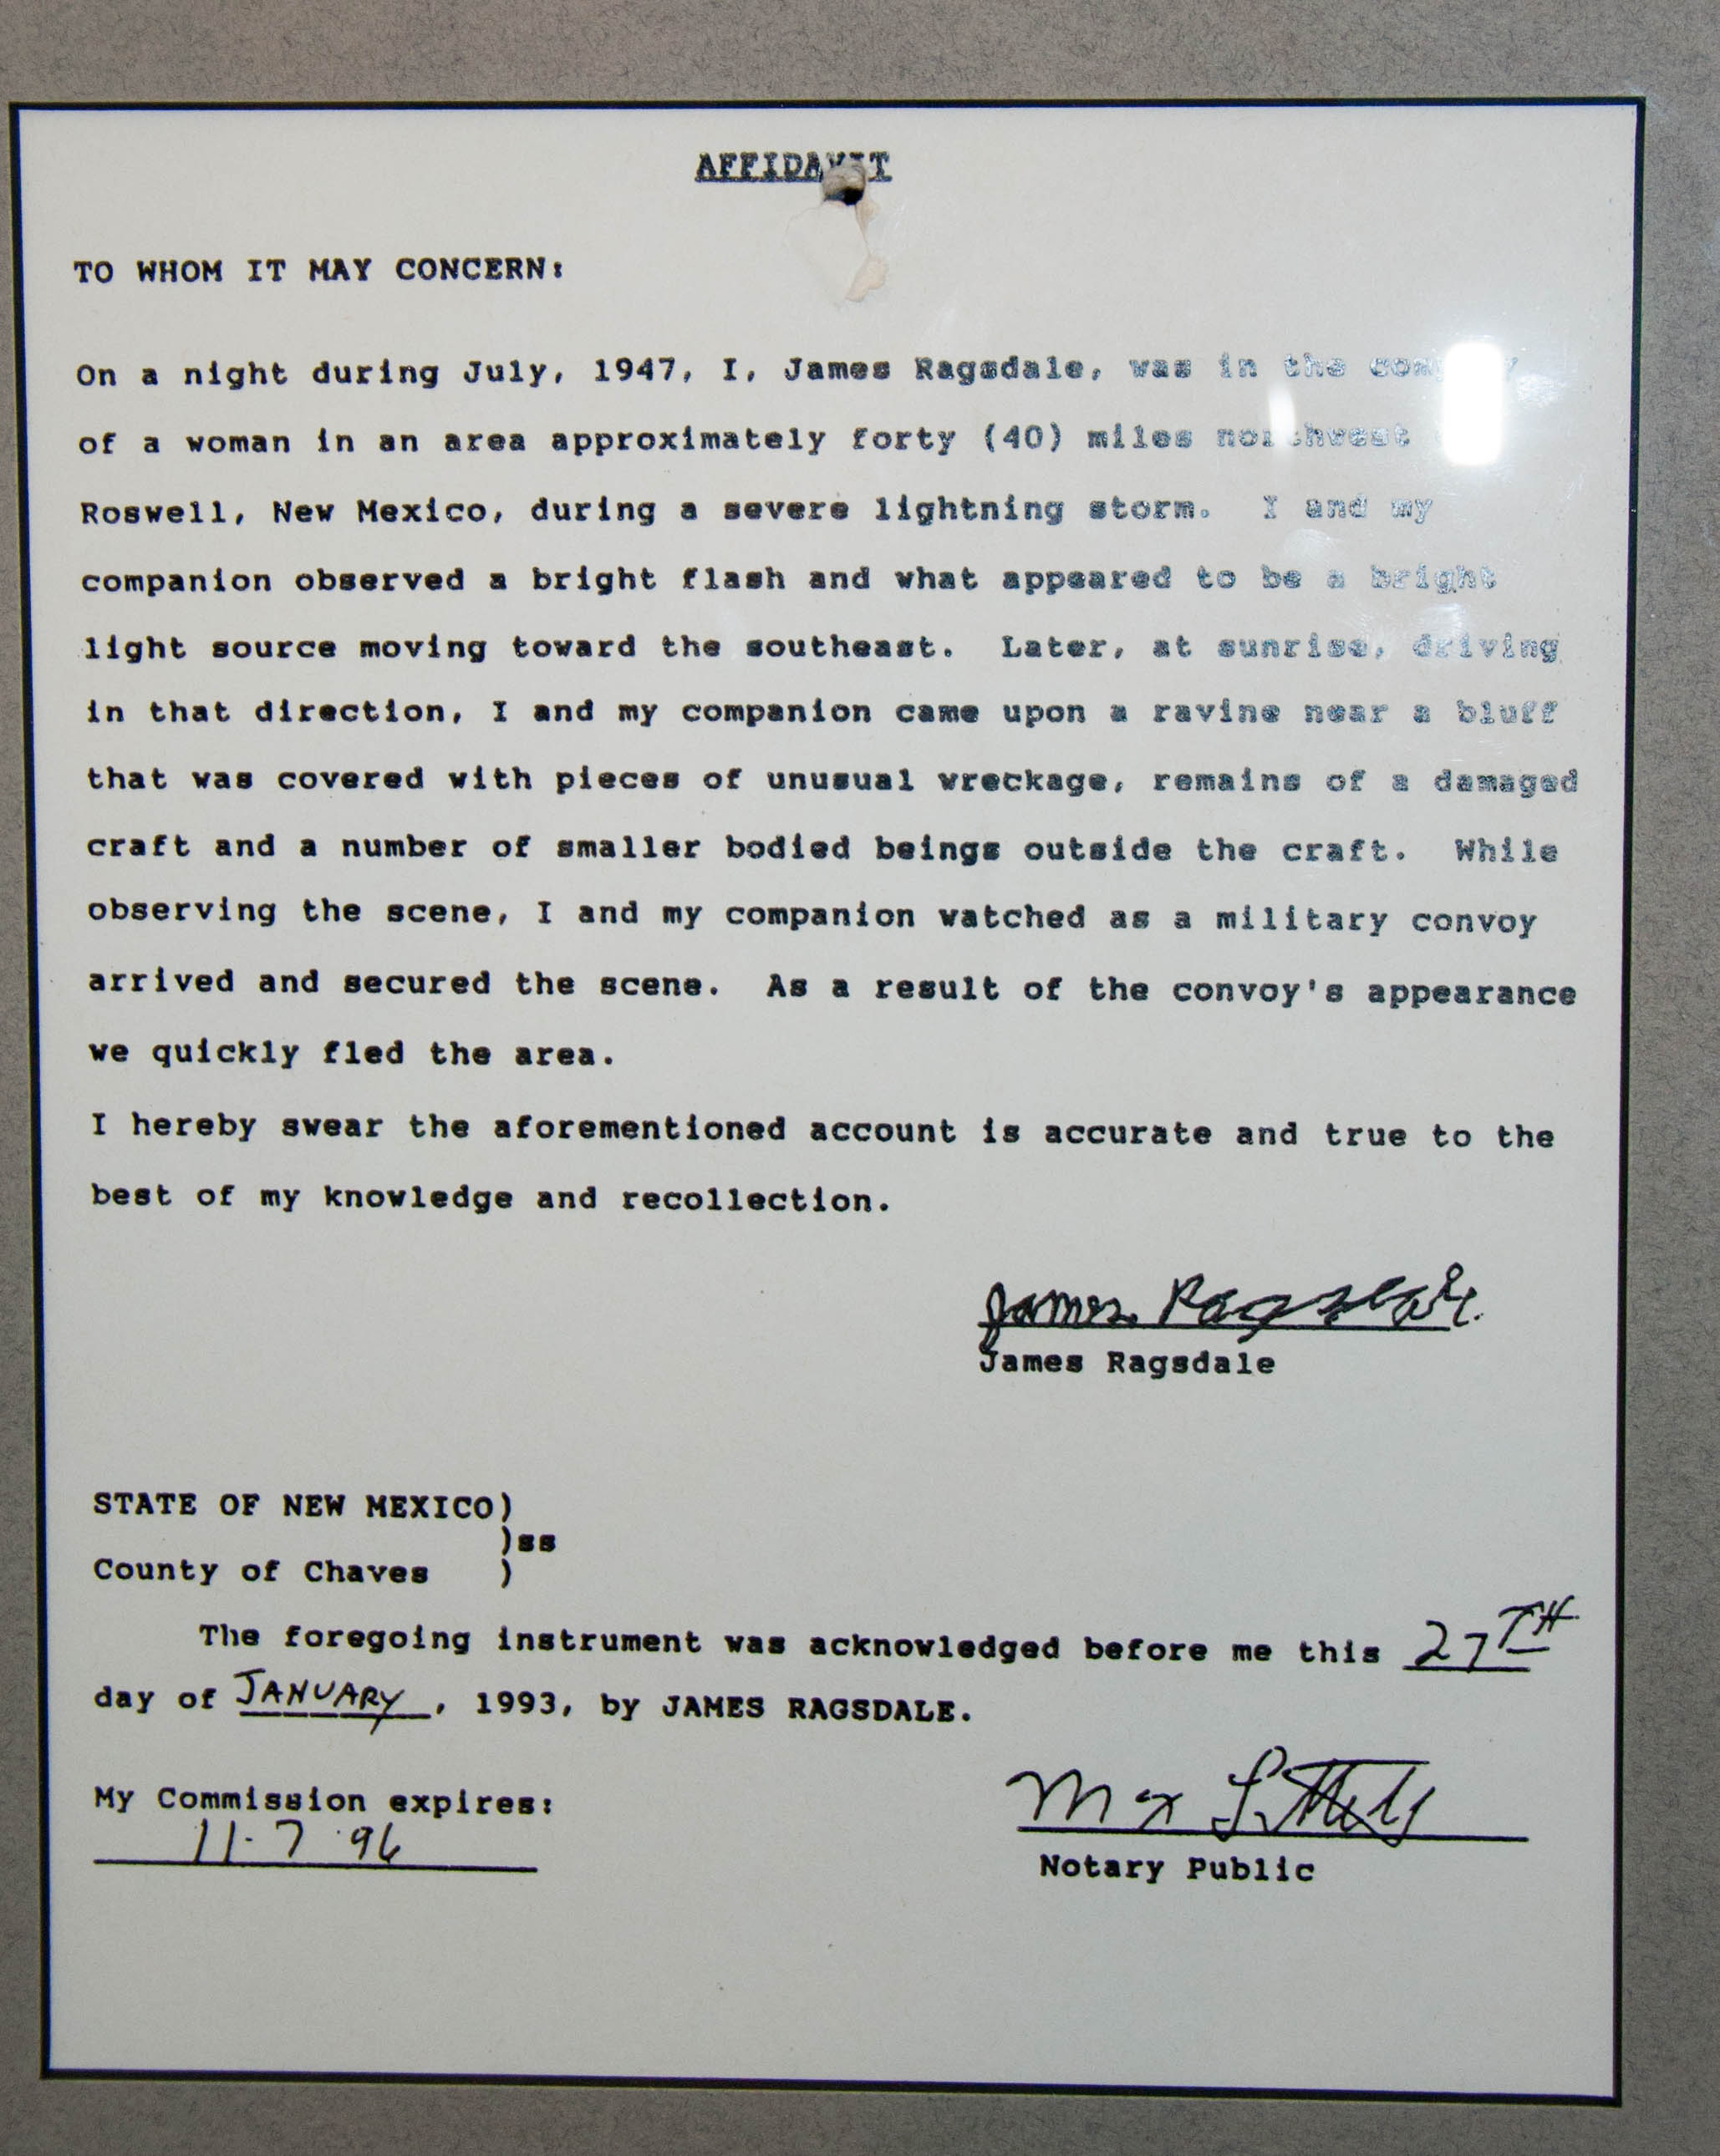 AFFIDAVIT
TO WHOM IT MAY CONCERN:
On a night during July, 1947, I, James Ragsdale, was in the company
of a woman in an area approximately forty (40) miles northwest
Roswell, New Mexico, during a severe lightning storm. I and my
companion observed a bright flash and what appeared to be a bright
light source moving toward the southeast. Later, at sunrise, driving
in that direction, I and my companion came upon a ravine near a bluff
that was covered with pieces of unusual wreckage, remains of a damaged
craft and a number of smaller bodied beings outside the craft. While
observing the scene, I and my companion watched as a military convoy
arrived and secured the scene. As a result of the convoy's appearance
we quickly fled the area.
I hereby swear the aforementioned account is accurate and true to the
best of my knowledge and recollection.
James Ragsdale
James Ragsdale
STATE OF NEW MEXICO)
)ss
County of Chaves )
The foregoing instrument was acknowledged before me this 27TH
day of JANUARY, 1993, by JAMES RAGSDALE.
My Commission expires:
11-7-96
Max
Notary Public